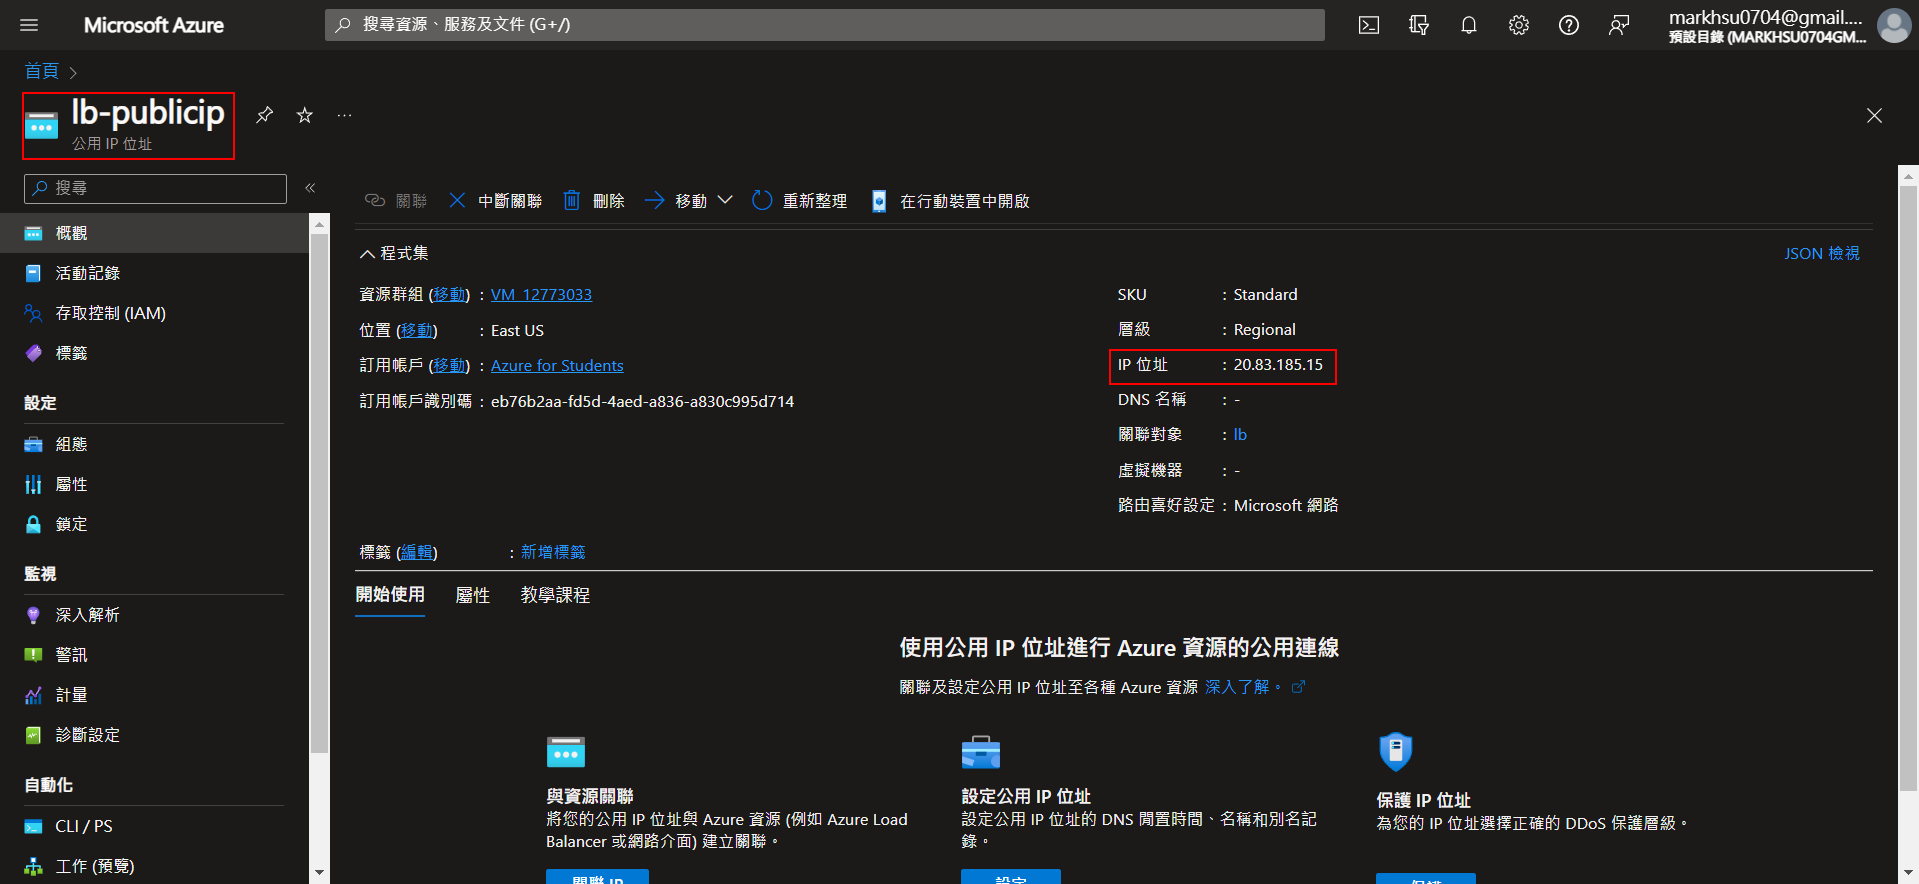 Microsoft Azure
搜尋資源、服務及文件 (G+/)
markhsu0704@gmail....
預設目錄 (MARKHSU0704GM...
首頁
lb-publicip
公用 IP 位址
搜尋
概觀
活動記錄
存取控制 (IAM)
標籤
設定
組態
屬性
鎖定
監視
深入解析
警訊
計量
診斷設定
自動化
CLI / PS
工作 (預覽)
關聯 中斷關聯 刪除 移動 重新整理 在行動裝置中開啟
程式集
JSON 檢視
資源群組 (移動) : VM_12773033
位置 (移動) : East US
訂用帳戶 (移動) : Azure for Students
訂用帳戶識別碼 : eb76b2aa-fd5d-4aed-a836-a830c995d714
SKU : Standard
層級 : Regional
IP 位址 : 20.83.185.15
DNS 名稱 : -
關聯對象 : lb
虛擬機器 : -
路由喜好設定 : Microsoft 網路
標籤 (編輯) : 新增標籤
開始使用 屬性 教學課程
使用公用 IP 位址進行 Azure 資源的公用連線
關聯及設定公用 IP 位址至各種 Azure 資源 深入了解。
與資源關聯
將您的公用 IP 位址與 Azure 資源 (例如 Azure Load
Balancer 或網路介面) 建立關聯。
關聯 IP
設定公用 IP 位址
設定公用 IP 位址的 DNS 閒置時間、名稱和別名記
錄。
設定
保護 IP 位址
為您的 IP 位址選擇正確的 DDoS 保護層級。
保護